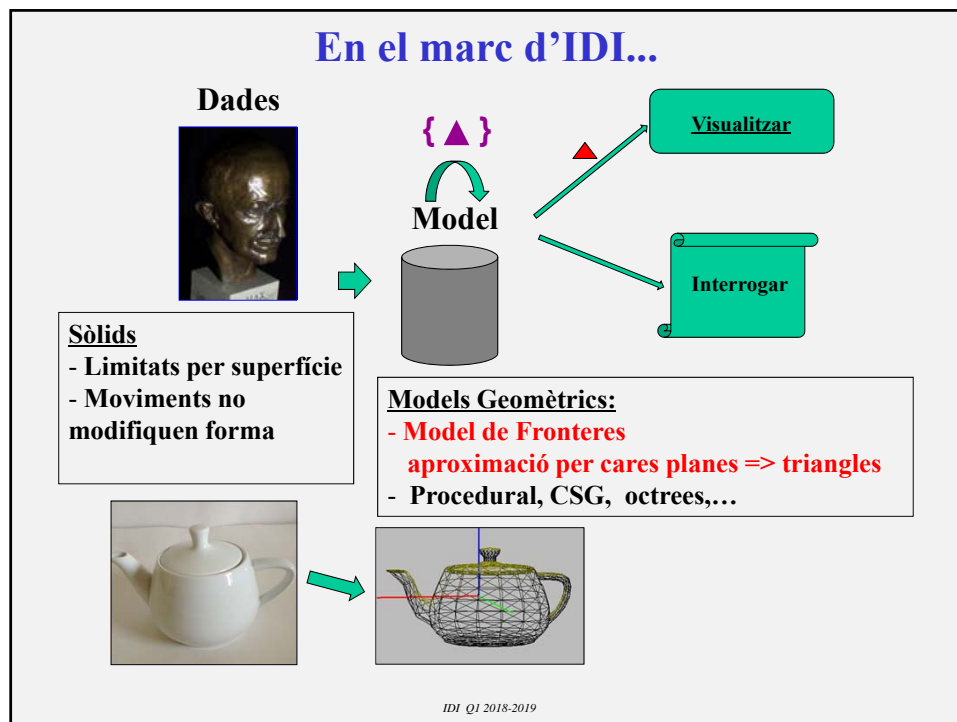 En el marc d’IDI...
Dades
{ ▲ }
Model
Visualitzar
Interrogar
Sòlids
- Limitats per superfície
- Moviments no
modifiquen forma
Models Geomètrics:
- Model de Fronteres
aproximació per cares planes => triangles
- Procedural, CSG, octrees,…
IDI Q1 2018-2019